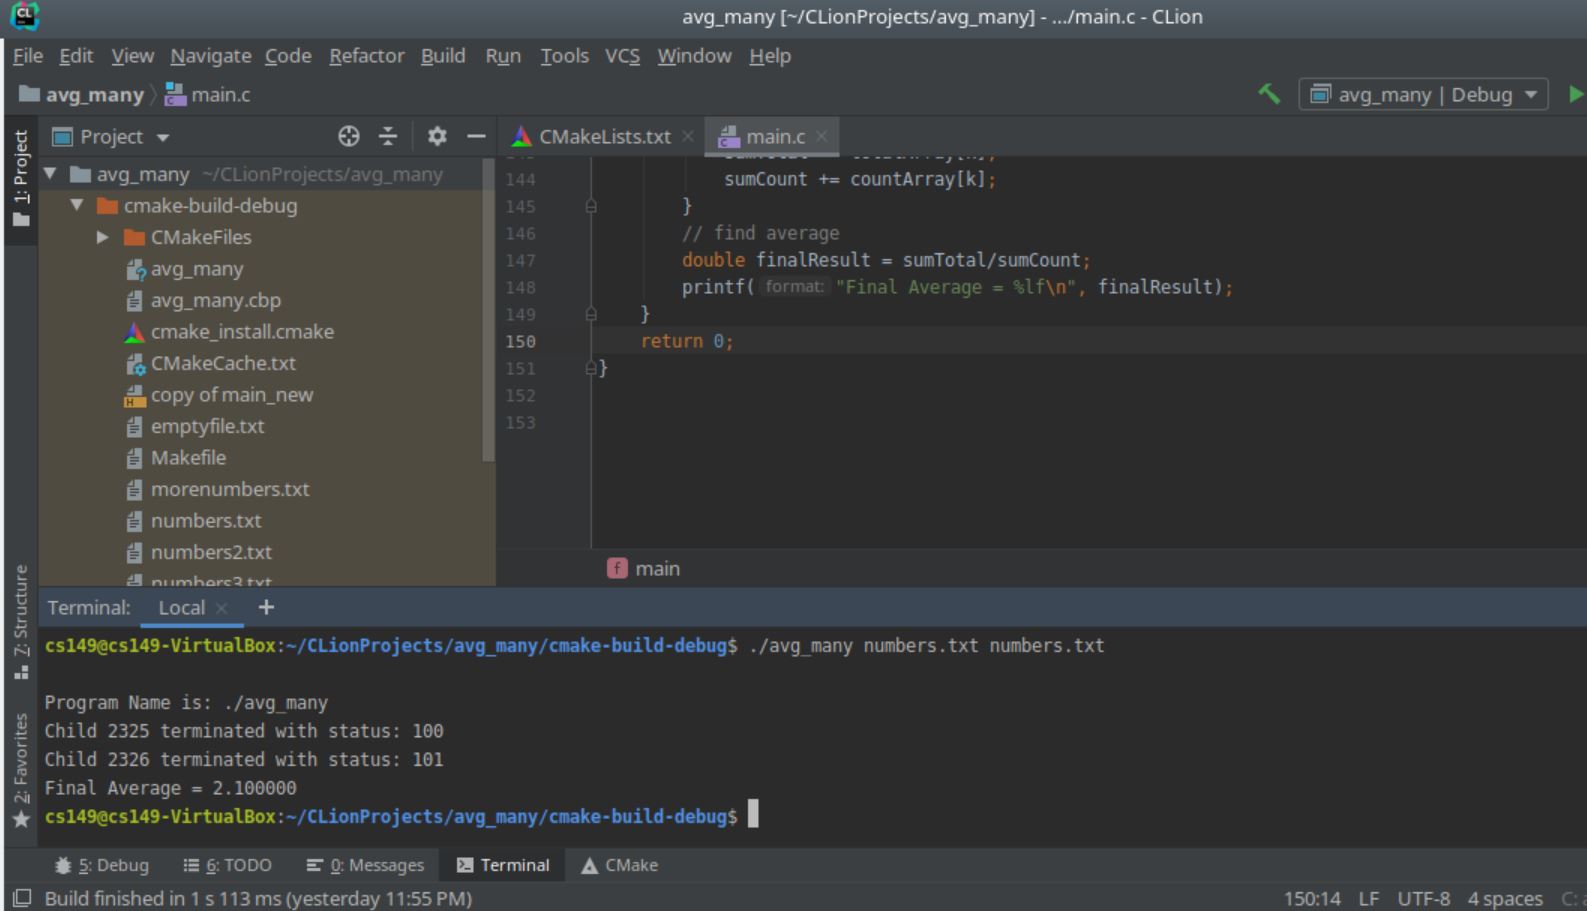 CL
avg_many [~/CLionProjects/avg_many] - .../main.c - CLion
File Edit View Navigate Code Refactor Build Run Tools VCS Window Help
avg_many main.c
avg_many | Debug
1: Project
Project
CMakeLists.txt main.c
avg_many ~/CLionProjects/avg_many
cmake-build-debug
CMakeFiles
avg_many
avg_many.cbp
cmake_install.cmake
CMakeCache.txt
copy of main_new
emptyfile.txt
Makefile
morenumbers.txt
numbers.txt
numbers2.txt
numbers3.txt
144 sumCount += countArray[k];
145 }
146 // find average
147 double finalResult = sumTotal/sumCount;
148 printf( format: "Final Average = %lf\n", finalResult);
149 }
150 return 0;
151 }
152
153
f main
7: Structure
2: Favorites
Terminal: Local × +
cs149@cs149-VirtualBox:~/CLionProjects/avg_many/cmake-build-debug$ ./avg_many numbers.txt numbers.txt
Program Name is: ./avg_many
Child 2325 terminated with status: 100
Child 2326 terminated with status: 101
Final Average = 2.100000
cs149@cs149-VirtualBox:~/CLionProjects/avg_many/cmake-build-debug$
5: Debug 6: TODO 0: Messages Terminal CMake
Build finished in 1 s 113 ms (yesterday 11:55 PM)
150:14 LF UTF-8 4 spaces C: